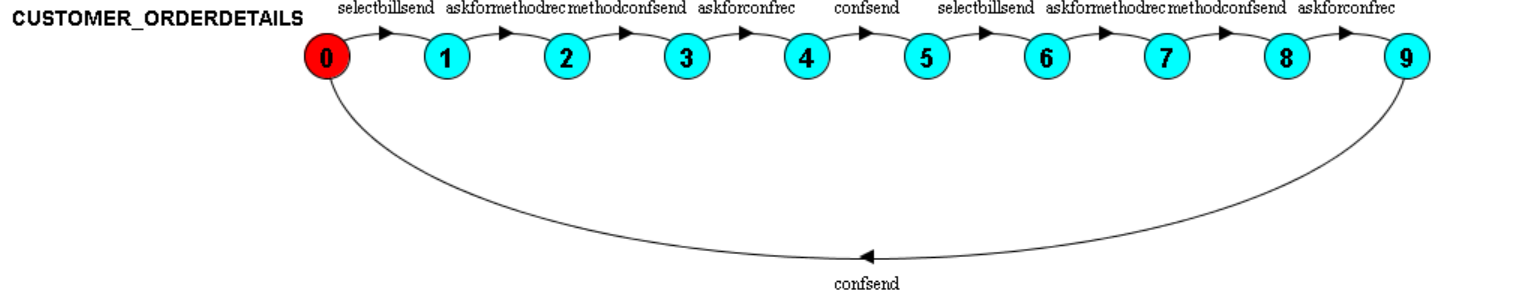 selectbillsend askformethodrec methodconfsend askforconfrec confsend selectbillsend askformethodrec methodconfsend askforconfrec
CUSTOMER_ORDERDETAILS
0 1 2 3 4 5 6 7 8 9
confsend